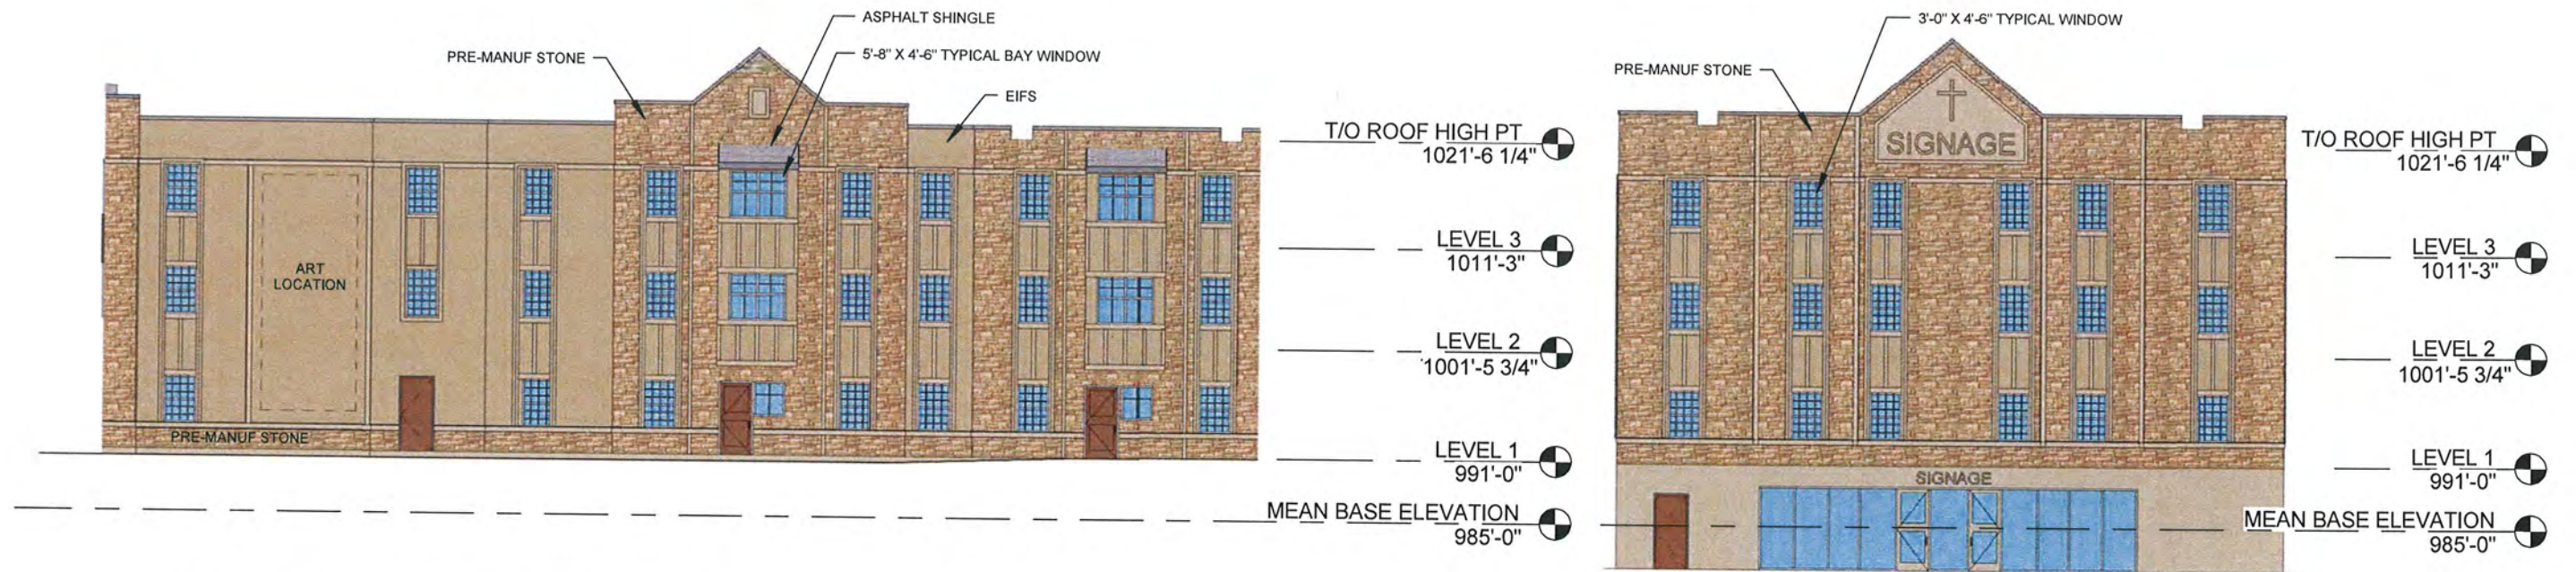 ASPHALT SHINGLE
PRE-MANUF STONE
5'-8" X 4'-6" TYPICAL BAY WINDOW
EIFS
T/O ROOF HIGH PT
1021'-6 1/4"
LEVEL 3
1011'-3"
ART
LOCATION
LEVEL 2
1001'-5 3/4"
PRE-MANUF STONE
LEVEL 1
991'-0"
MEAN BASE ELEVATION
985'-0"
3'-0" X 4'-6" TYPICAL WINDOW
PRE-MANUF STONE
SIGNAGE
T/O ROOF HIGH PT
1021'-6 1/4"
LEVEL 3
1011'-3"
LEVEL 2
1001'-5 3/4"
LEVEL 1
991'-0"
SIGNAGE
MEAN BASE ELEVATION
985'-0"